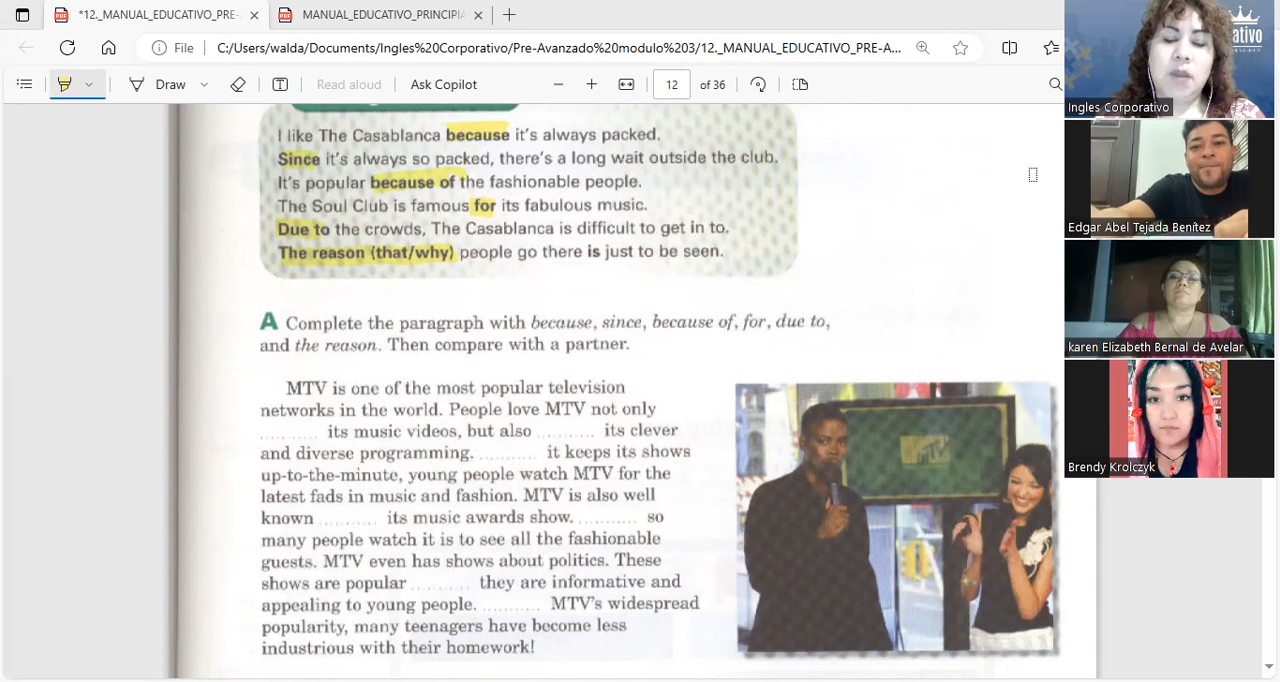 *12._MANUAL_EDUCATIVO_PRE-
MANUAL_EDUCATIVO_PRINCIPIA
File
C:/Users/walda/Documents/Ingles%20Corporativo/Pre-Avanzado%20modulo%203/12._MANUAL_EDUCATIVO_PRE-A...
Draw
Read aloud
Ask Copilot
12
of 36
I like The Casablanca because it's always packed.
Since it's always so packed, there's a long wait outside the club.
It's popular because of the fashionable people.
The Soul Club is famous for its fabulous music.
Due to the crowds, The Casablanca is difficult to get in to.
The reason (that/why) people go there is just to be seen.
A Complete the paragraph with because, since, because of, for, due to,
and the reason. Then compare with a partner.
MTV is one of the most popular television
networks in the world. People love MTV not only
.......... its music videos, but also .......... its clever
and diverse programming. .......... it keeps its shows
up-to-the-minute, young people watch MTV for the
latest fads in music and fashion. MTV is also well
known .......... its music awards show. .......... so
many people watch it is to see all the fashionable
guests. MTV even has shows about politics. These
shows are popular .......... they are informative and
appealing to young people. .......... MTV's widespread
popularity, many teenagers have become less
industrious with their homework!
MTV
ativo
Ingles Corporativo
Edgar Abel Tejada Benítez
karen Elizabeth Bernal de Avelar
Brendy Krolczyk